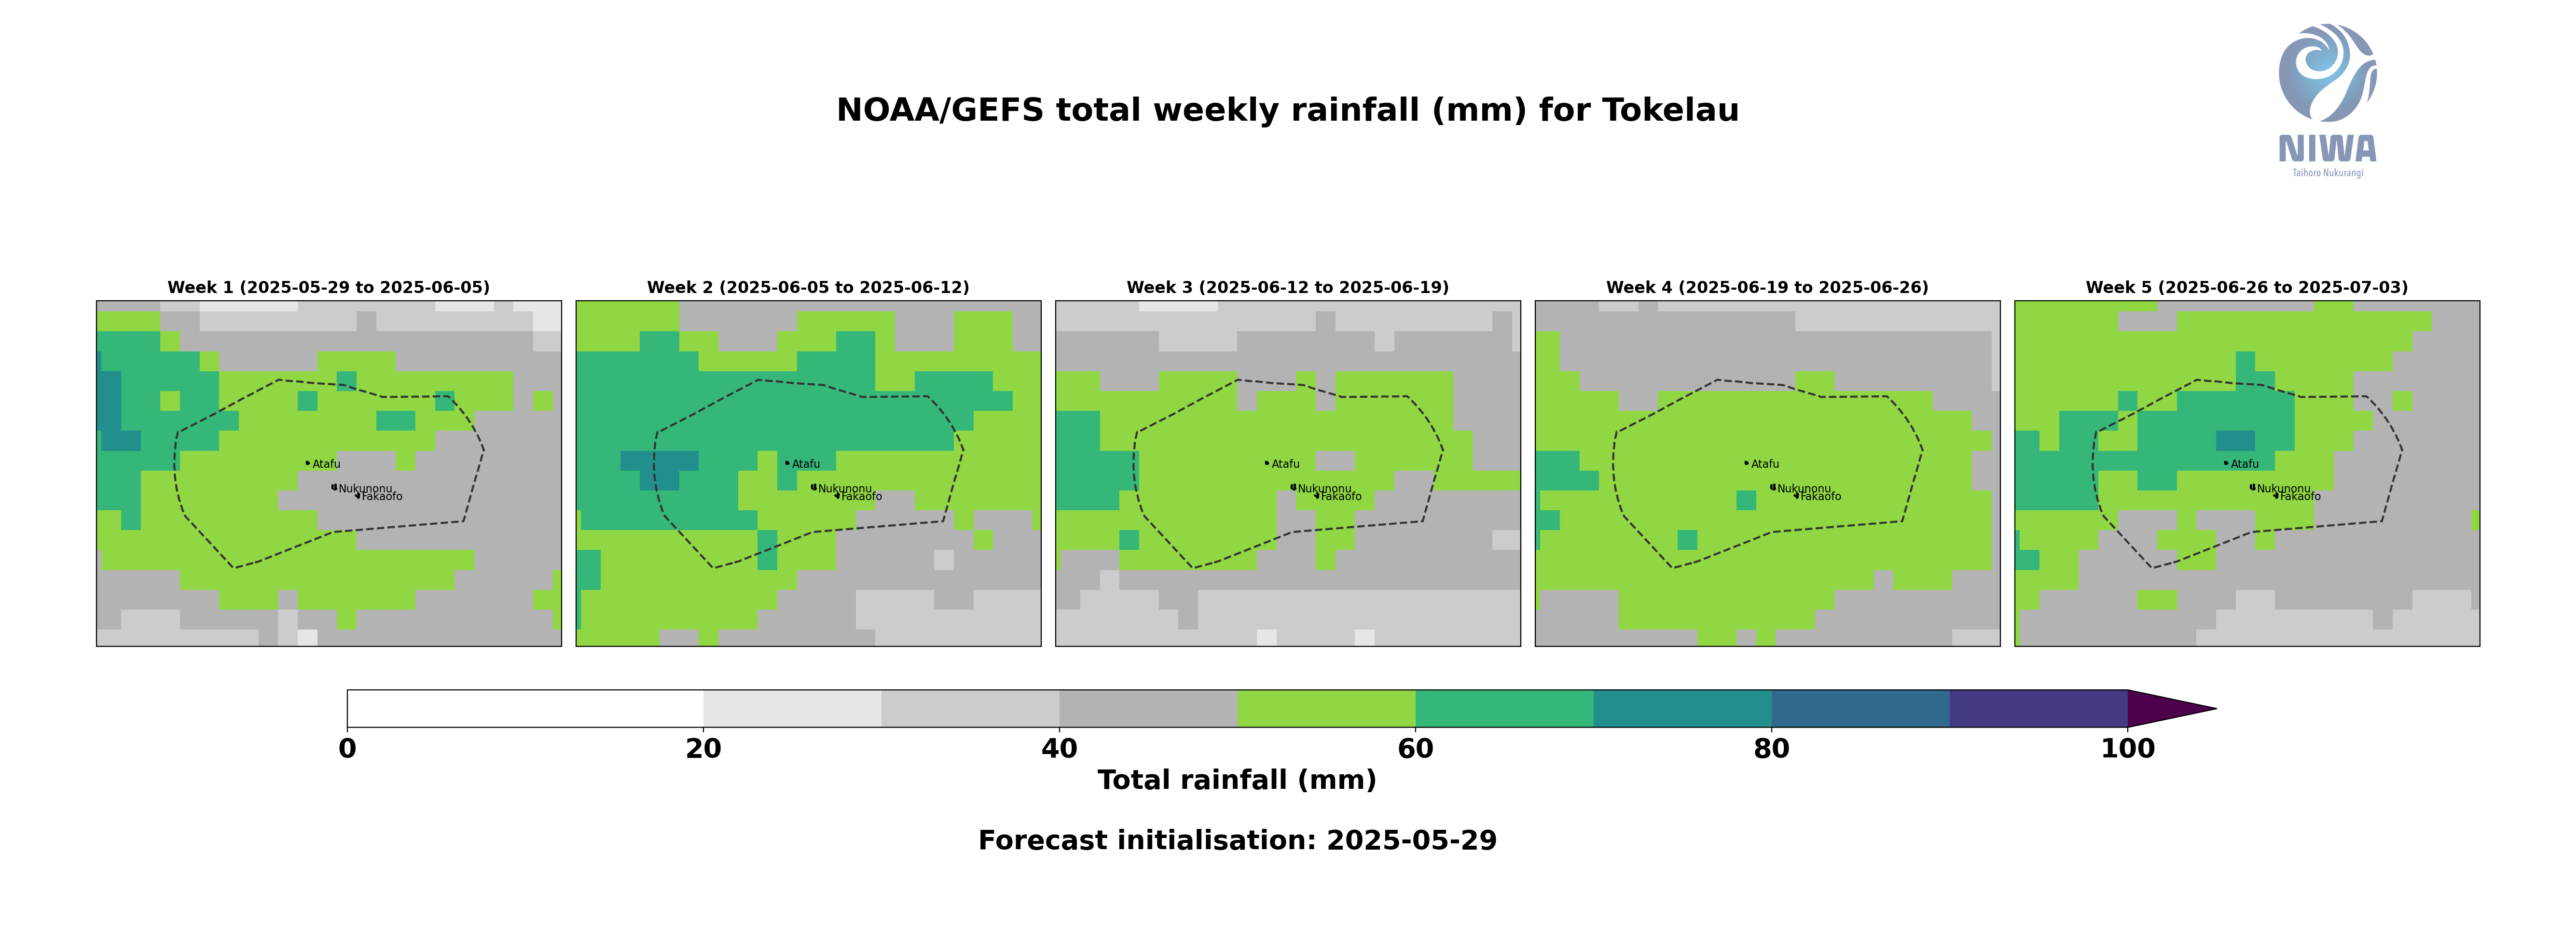 NOAA/GEFS total weekly rainfall (mm) for Tokelau
NIWA
Taihoro Nukurangi
Week 1 (2025-05-29 to 2025-06-05)
Week 2 (2025-06-05 to 2025-06-12)
Week 3 (2025-06-12 to 2025-06-19)
Week 4 (2025-06-19 to 2025-06-26)
Week 5 (2025-06-26 to 2025-07-03)
Atafu
Nukunonu
Fakaofo
Atafu
Nukunonu
Fakaofo
Atafu
Nukunonu
Fakaofo
Atafu
Nukunonu
Fakaofo
Atafu
Nukunonu
Fakaofo
0 20 40 60 80 100
Total rainfall (mm)
Forecast initialisation: 2025-05-29